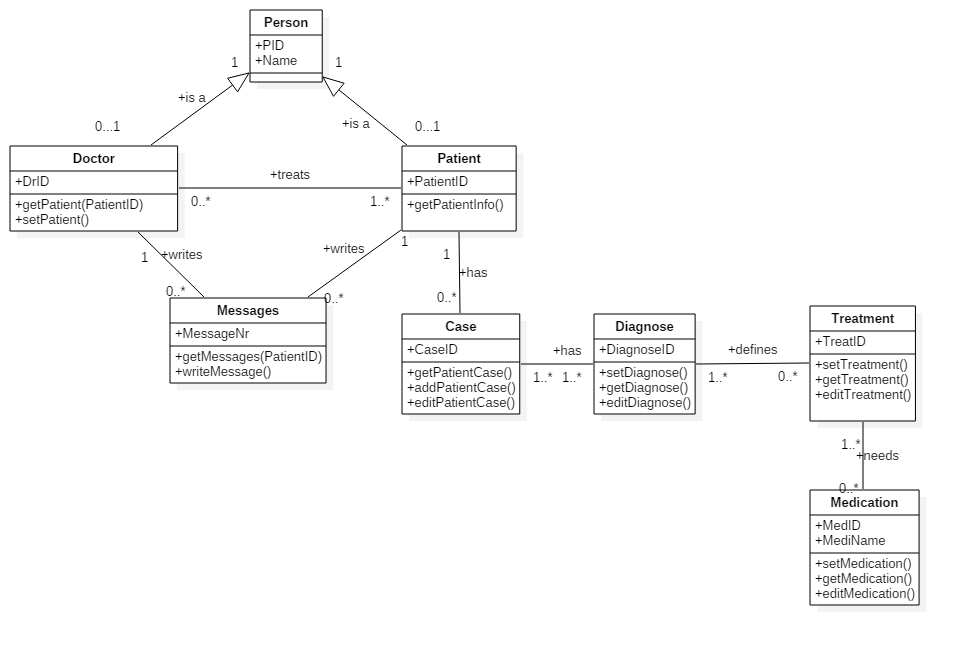 Person
+PID
+Name
1
1
+is a
+is a
0...1
0...1
Doctor
+DrID
+getPatient(PatientID)
+setPatient()
+treats
0..*
1..*
Patient
+PatientID
+getPatientInfo()
1
+writes
0..*
+writes
1
0..*
1
+has
0..*
Messages
+MessageNr
+getMessages(PatientID)
+writeMessage()
Case
+CaseID
+getPatientCase()
+addPatientCase()
+editPatientCase()
+has
1..*
1..*
Diagnose
+DiagnoseID
+setDiagnose()
+getDiagnose()
+editDiagnose()
+defines
1..*
0..*
Treatment
+TreatID
+setTreatment()
+getTreatment()
+editTreatment()
1..*
+needs
0..*
Medication
+MedID
+MediName
+setMedication()
+getMedication()
+editMedication()